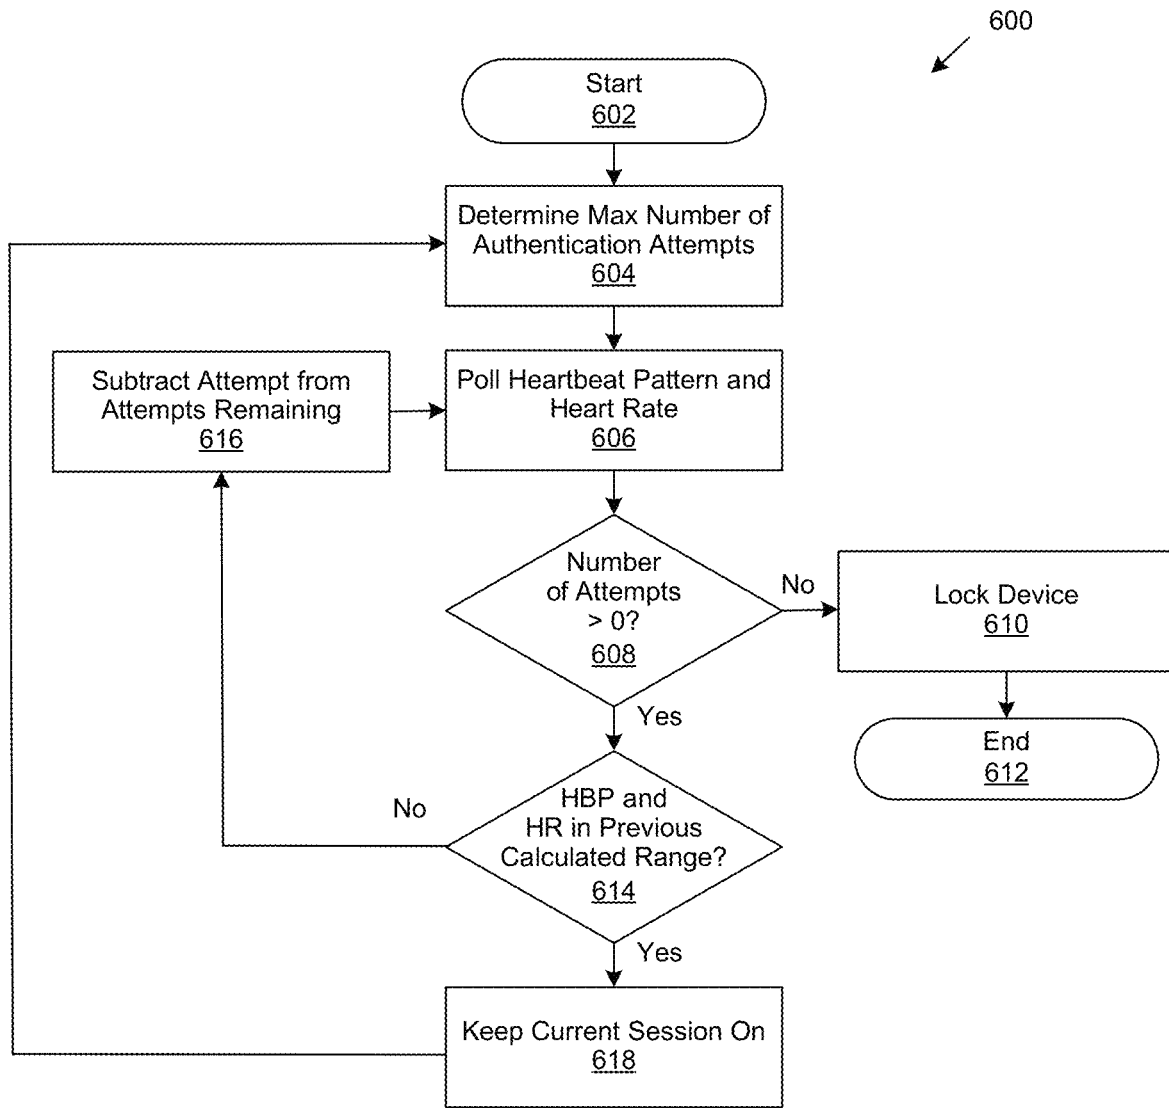 600
Start
602
Determine Max Number of
Authentication Attempts
604
Subtract Attempt from
Attempts Remaining
616
Poll Heartbeat Pattern and
Heart Rate
606
Number
of Attempts
> 0?
608
No
Lock Device
610
Yes
End
612
HBP and
HR in Previous
Calculated Range?
614
No
Yes
Keep Current Session On
618